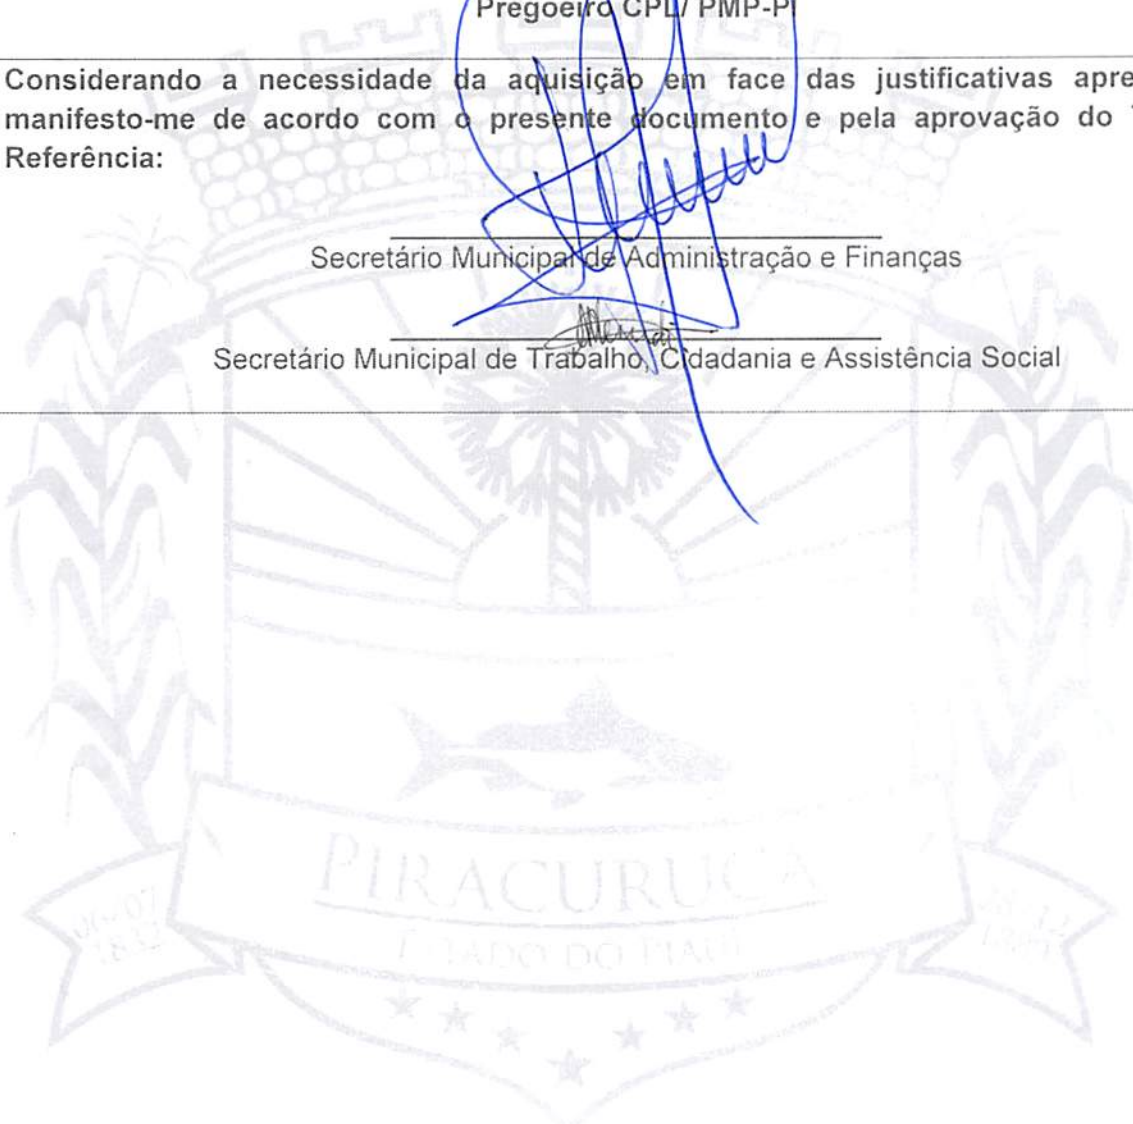 Pregoeiro CPL/ PMP-PI
Considerando a necessidade da aquisição em face das justificativas apre
manifesto-me de acordo com o presente documento e pela aprovação do
Referência:
Secretário Municipal de Administração e Finanças
Secretário Municipal de Trabalho, Cidadania e Assistência Social
PIRACURUCA
ESTADO DO PIAUÍ
06/07